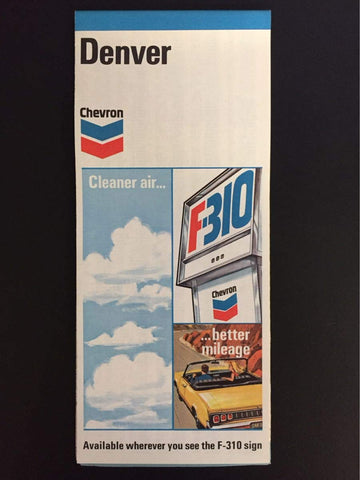 Denver
Chevron
Cleaner air...
F-310
Chevron
...better
mileage
Available wherever you see the F-310 sign